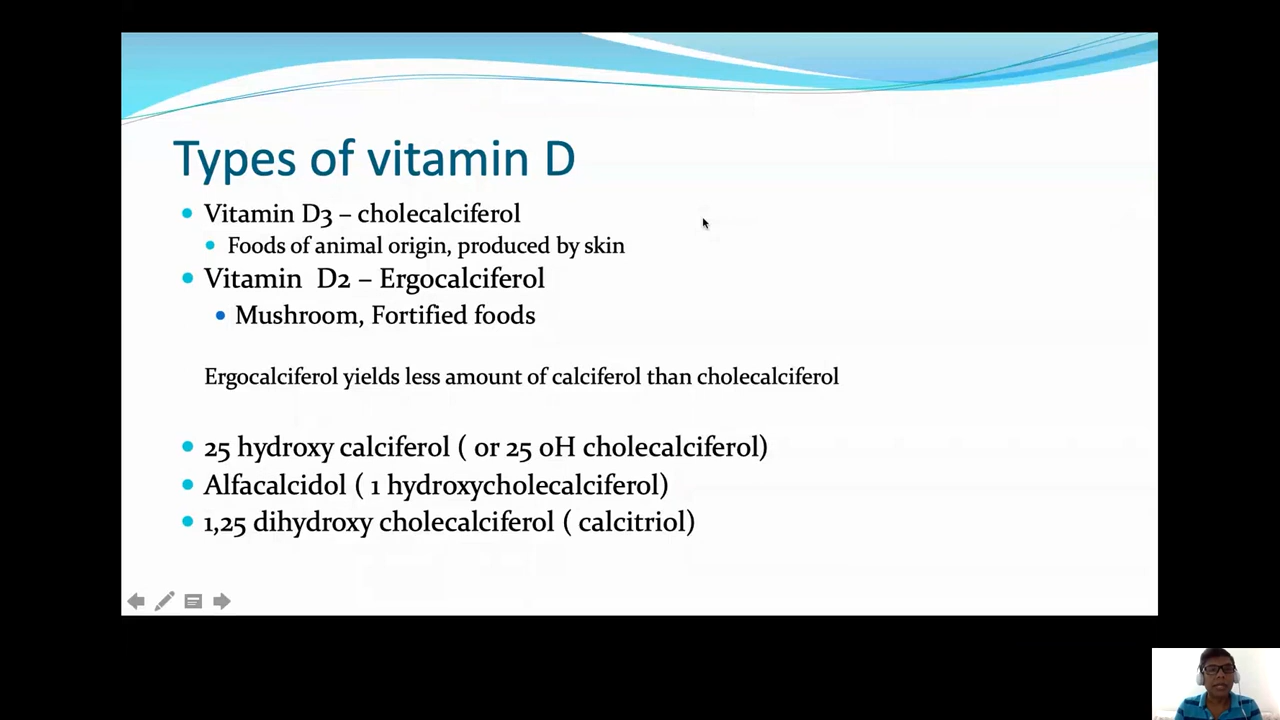 Types of vitamin D
Vitamin D3 – cholecalciferol
Foods of animal origin, produced by skin
Vitamin D2 – Ergocalciferol
Mushroom, Fortified foods
Ergocalciferol yields less amount of calciferol than cholecalciferol
25 hydroxy calciferol ( or 25 0H cholecalciferol)
Alfacalcidol ( 1 hydroxycholecalciferol)
1,25 dihydroxy cholecalciferol ( calcitriol)